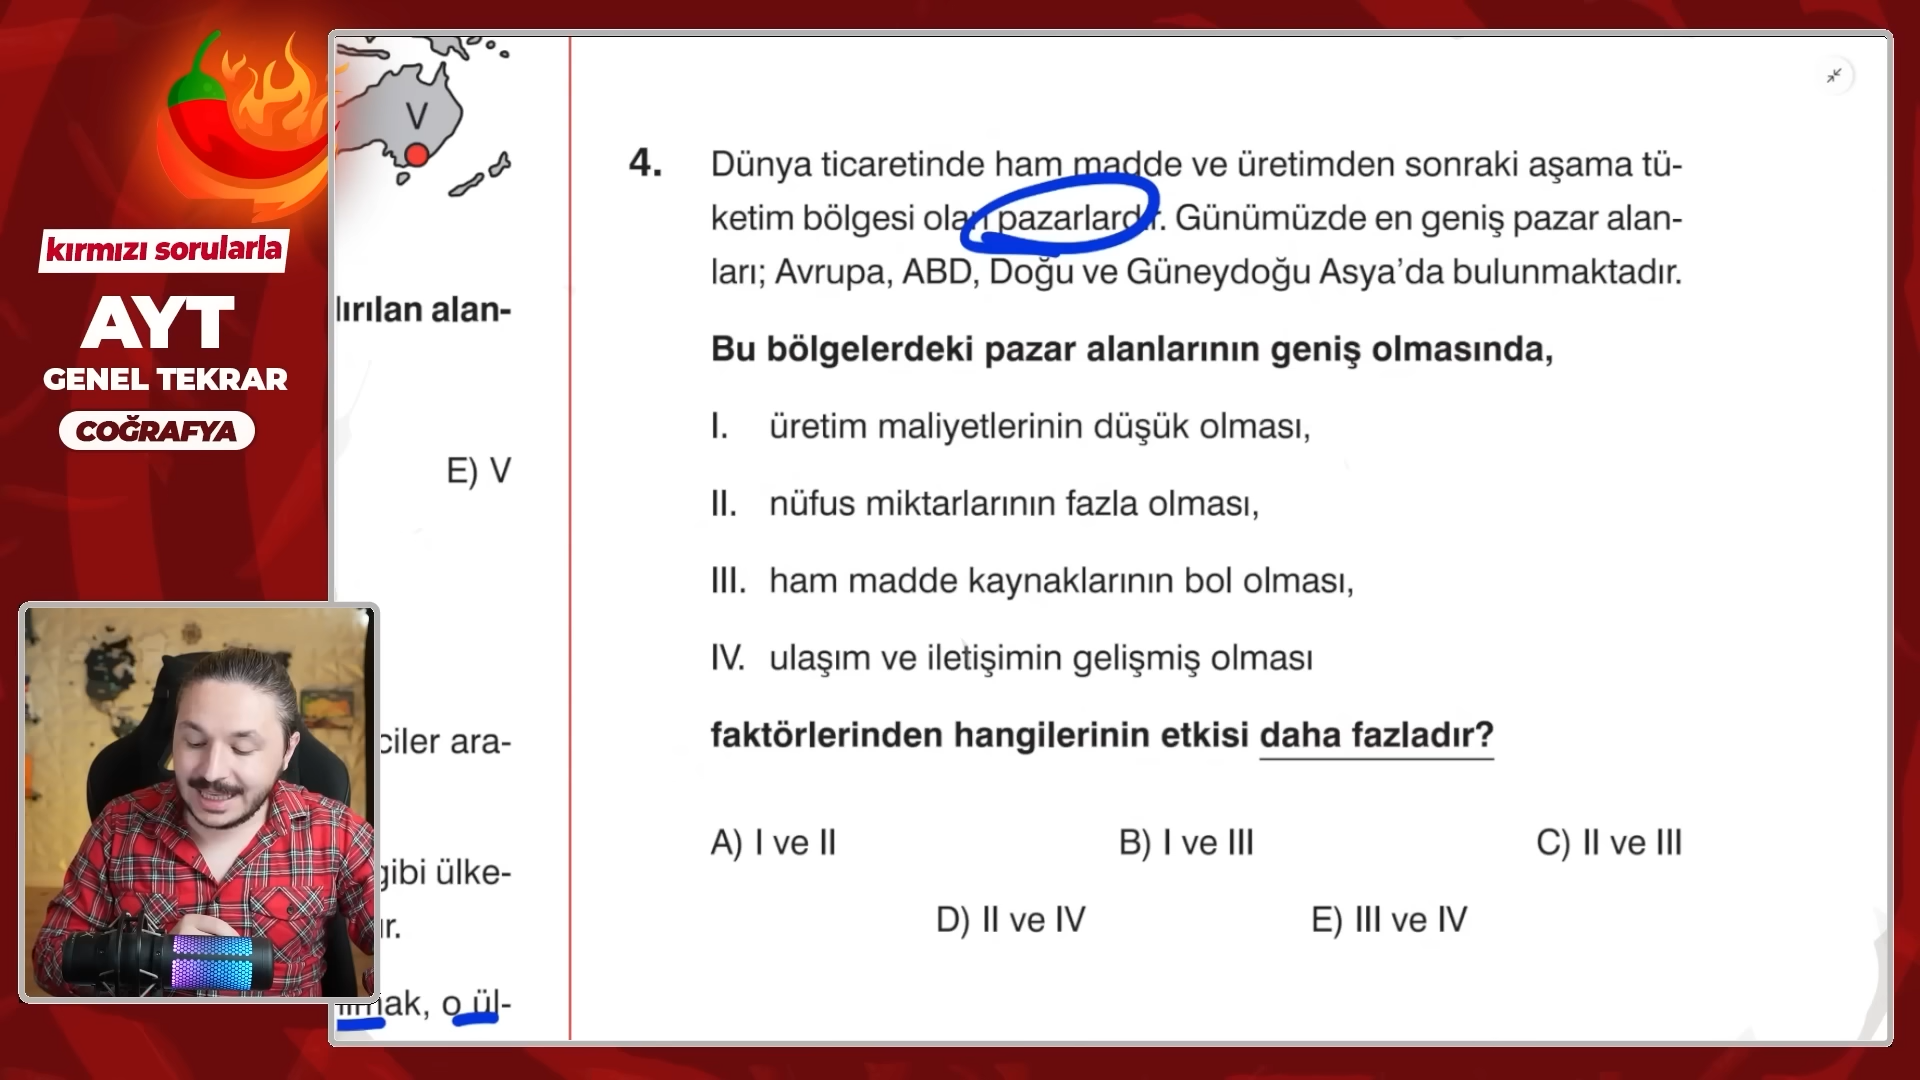 kırmızı sorularla
AYT
GENEL TEKRAR
COĞRAFYA
V
lırılan alan-
E) V
ciler ara-
gibi ülke-
ır.
mak, o ül-
4. Dünya ticaretinde ham madde ve üretimden sonraki aşama tü-
ketim bölgesi olan pazarlardır. Günümüzde en geniş pazar alan-
ları; Avrupa, ABD, Doğu ve Güneydoğu Asya’da bulunmaktadır.
Bu bölgelerdeki pazar alanlarının geniş olmasında,
I. üretim maliyetlerinin düşük olması,
II. nüfus miktarlarının fazla olması,
III. ham madde kaynaklarının bol olması,
IV. ulaşım ve iletişimin gelişmiş olması
faktörlerinden hangilerinin etkisi daha fazladır?
A) I ve II B) I ve III C) II ve III
D) II ve IV E) III ve IV